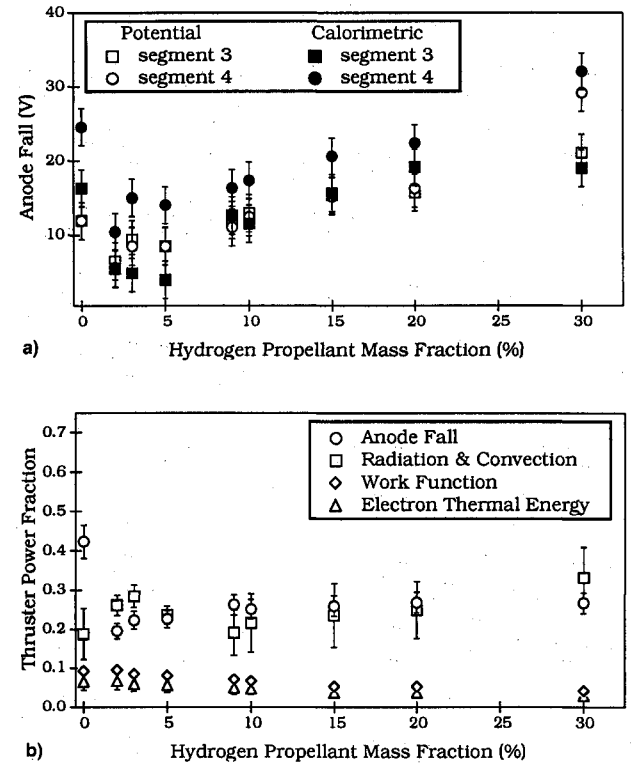 40
30
20
10
Anode Fall (V)
Potential Calorimetric
segment 3 segment 3
segment 4 segment 4
0 5 10 15 20 25 30
a) Hydrogen Propellant Mass Fraction (%)
0.7
0.6
0.5
0.4
0.3
0.2
0.1
0.0
Thruster Power Fraction
Anode Fall
Radiation & Convection
Work Function
Electron Thermal Energy
0 5 10 15 20 25 30
b) Hydrogen Propellant Mass Fraction (%)